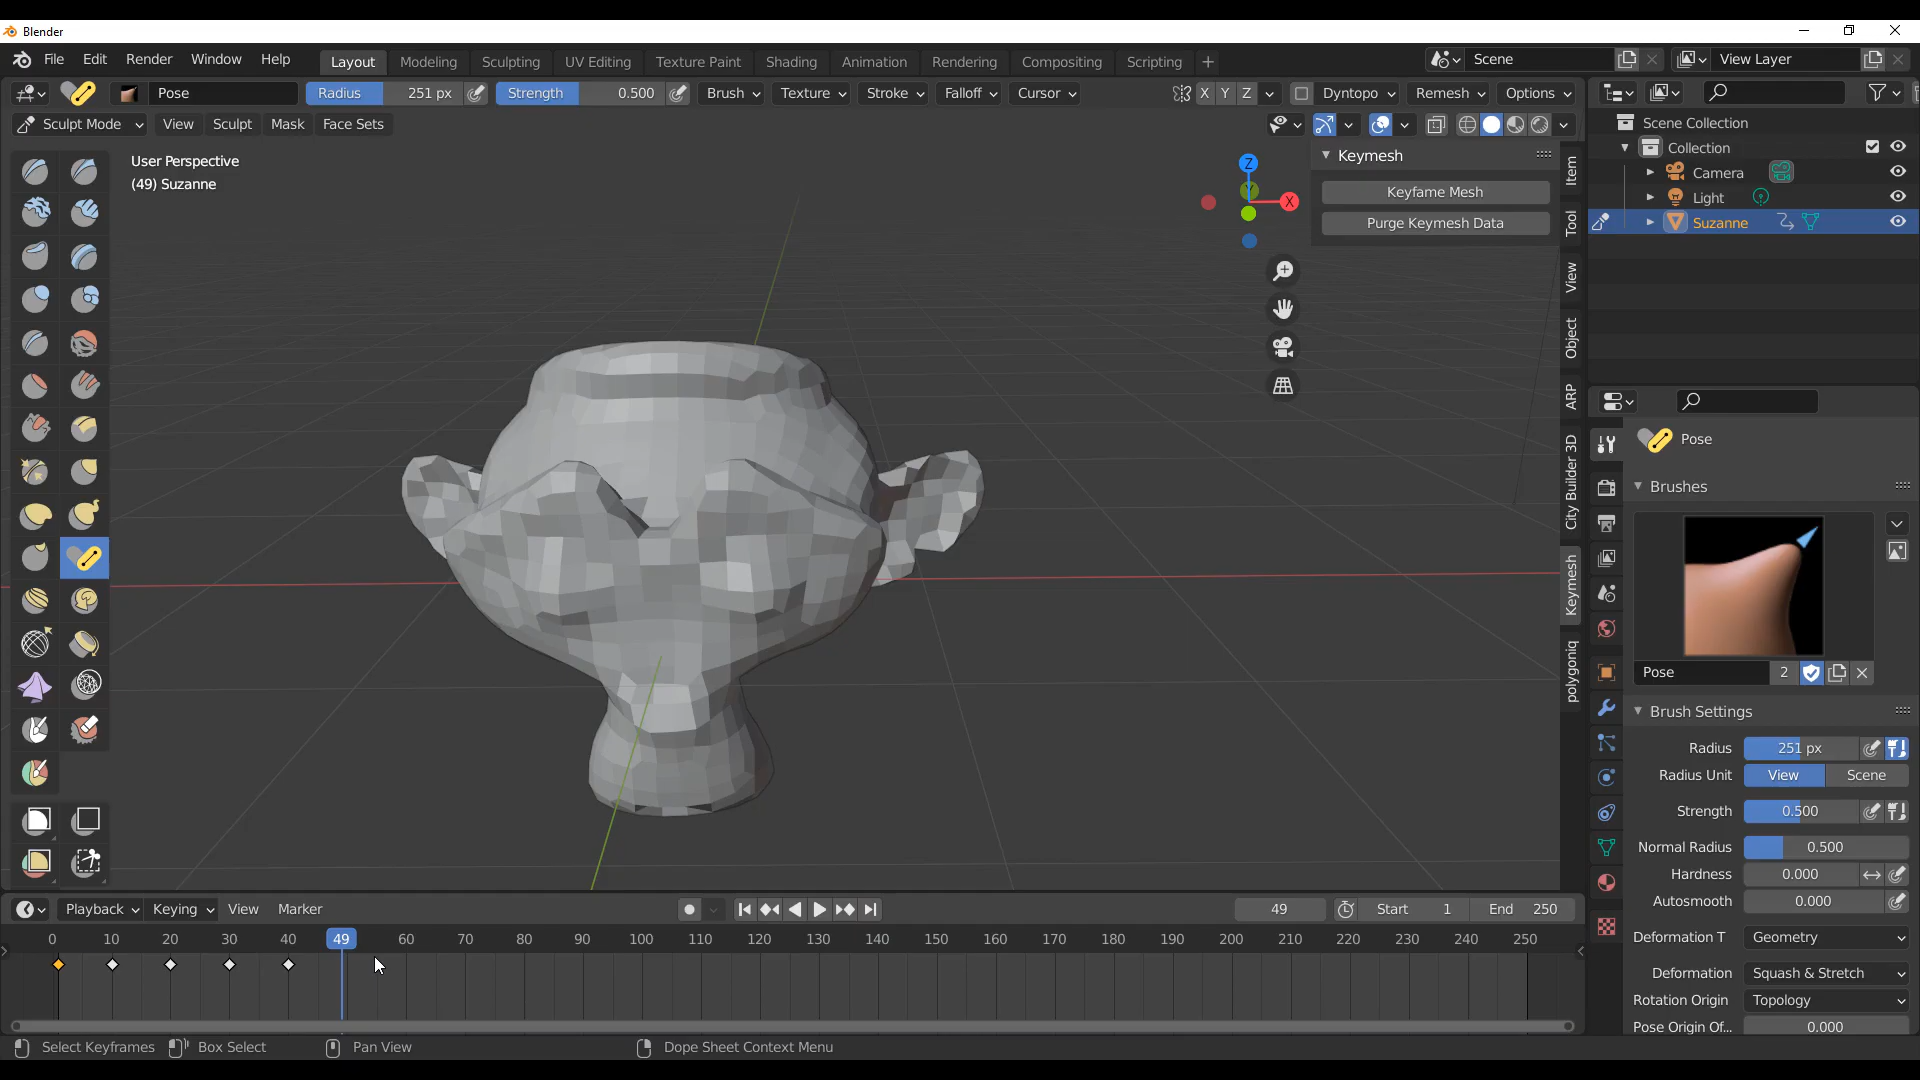 Blender
File Edit Render Window Help Layout Modeling Sculpting UV Editing Texture Paint Shading Animation Rendering Compositing Scripting + Scene View Layer
Pose Radius 251 px Strength 0.500 Brush Texture Stroke Falloff Cursor X Y Z Dyntopo Remesh Options
Sculpt Mode View Sculpt Mask Face Sets
User Perspective
(49) Suzanne
Z
Y
X
Keymesh
Keyfame Mesh
Purge Keymesh Data
Item
Tool
View
Object
ARP
City Builder 3D
Keymesh
polygoniq
Scene Collection
Collection
Camera
Light
Suzanne
Pose
Brushes
Pose 2
Brush Settings
Radius 251 px
Radius Unit View Scene
Strength 0.500
Normal Radius 0.500
Hardness 0.000
Autosmooth 0.000
Deformation T Geometry
Deformation Squash & Stretch
Rotation Origin Topology
Pose Origin Of... 0.000
Playback Keying View Marker 49 Start 1 End 250
0 10 20 30 40 49 60 70 80 90 100 110 120 130 140 150 160 170 180 190 200 210 220 230 240 250
Select Keyframes Box Select Pan View Dope Sheet Context Menu